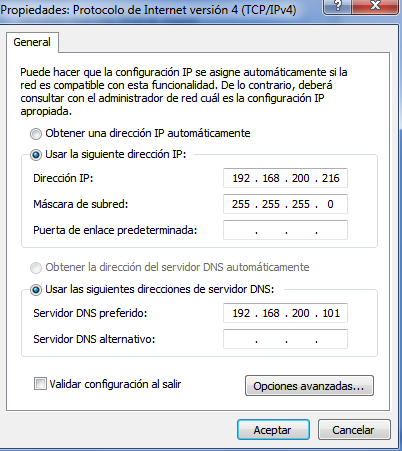 Propiedades: Protocolo de Internet versión 4 (TCP/IPv4)
General
Puede hacer que la configuración IP se asigne automáticamente si la
red es compatible con esta funcionalidad. De lo contrario, deberá
consultar con el administrador de red cuál es la configuración IP
apropiada.
Obtener una dirección IP automáticamente
Usar la siguiente dirección IP:
Dirección IP: 192 . 168 . 200 . 216
Máscara de subred: 255 . 255 . 255 . 0
Puerta de enlace predeterminada: . . .
Obtener la dirección del servidor DNS automáticamente
Usar las siguientes direcciones de servidor DNS:
Servidor DNS preferido: 192 . 168 . 200 . 101
Servidor DNS alternativo: . . .
Validar configuración al salir
Opciones avanzadas...
Aceptar Cancelar